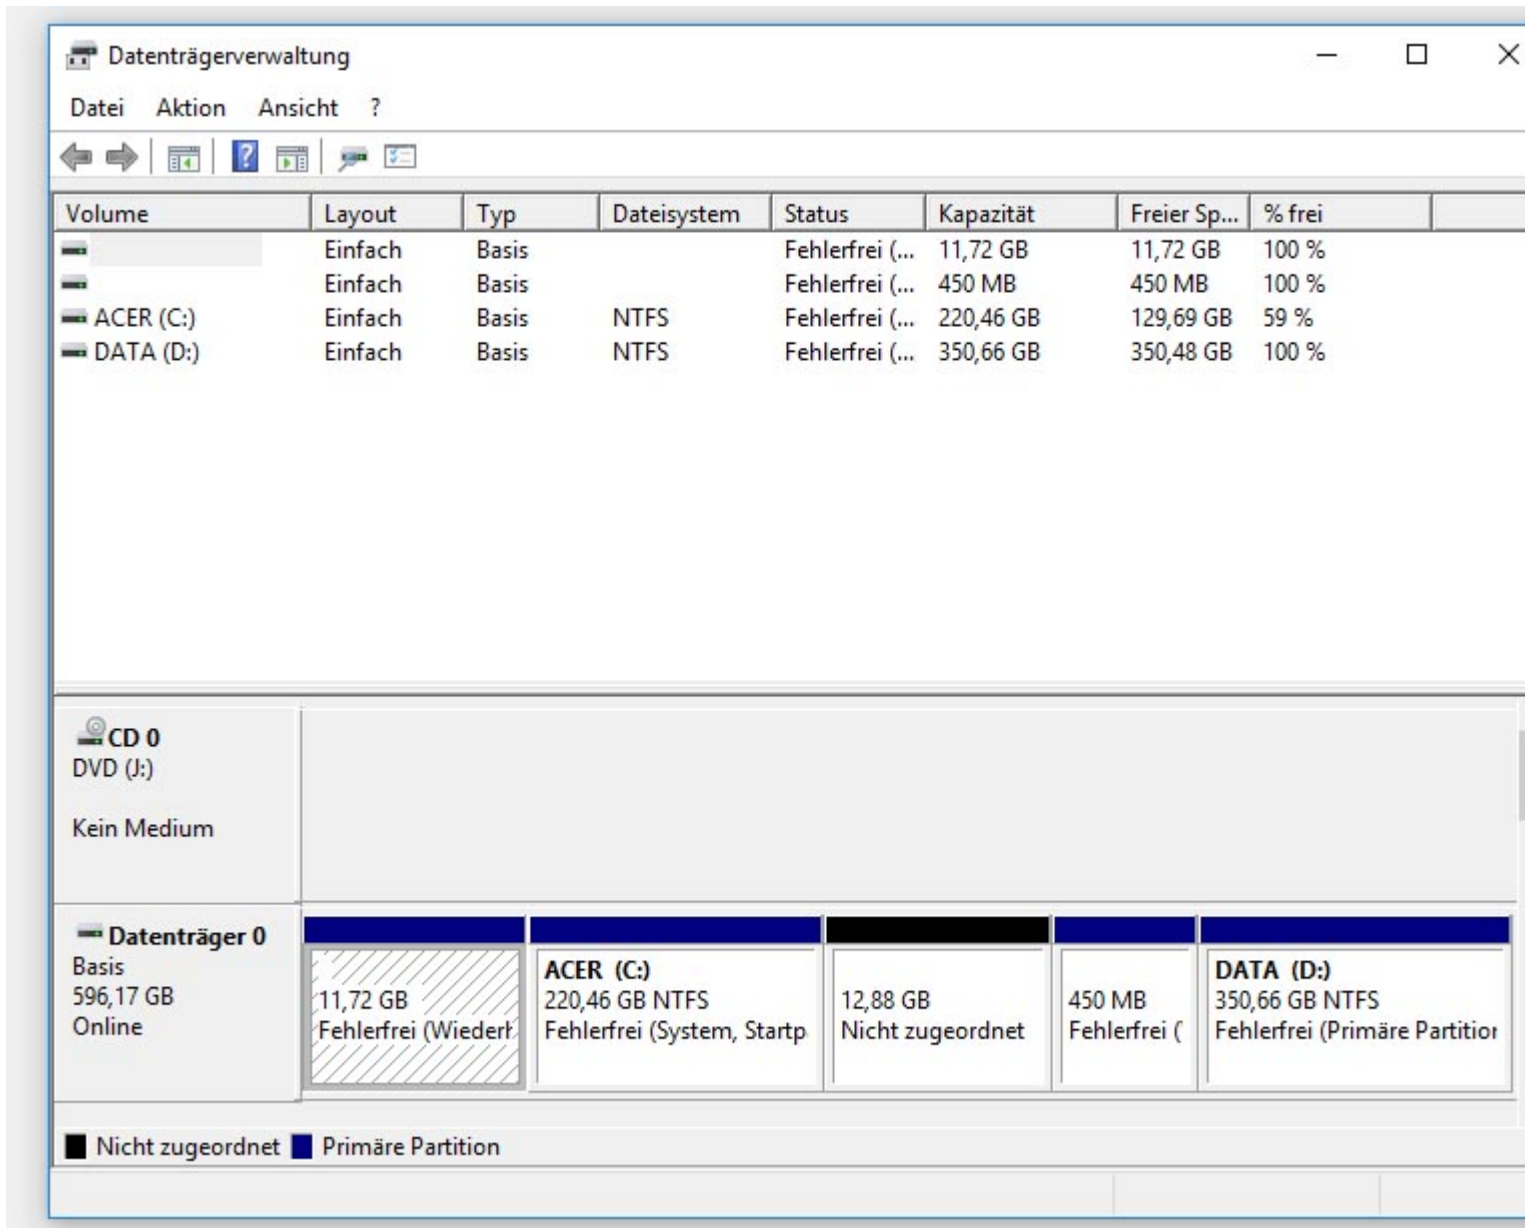 Datenträgerverwaltung
Datei Aktion Ansicht ?
Volume Layout Typ Dateisystem Status Kapazität Freier Sp... % frei
Einfach Basis Fehlerfrei (... 11,72 GB 11,72 GB 100 %
Einfach Basis Fehlerfrei (... 450 MB 450 MB 100 %
ACER (C:) Einfach Basis NTFS Fehlerfrei (... 220,46 GB 129,69 GB 59 %
DATA (D:) Einfach Basis NTFS Fehlerfrei (... 350,66 GB 350,48 GB 100 %
CD 0
DVD (J:)
Kein Medium
Datenträger 0
Basis
596,17 GB
Online
11,72 GB
Fehlerfrei (Wiederh
ACER (C:)
220,46 GB NTFS
Fehlerfrei (System, Startp
12,88 GB
Nicht zugeordnet
450 MB
Fehlerfrei (
DATA (D:)
350,66 GB NTFS
Fehlerfrei (Primäre Partition
Nicht zugeordnet Primäre Partition